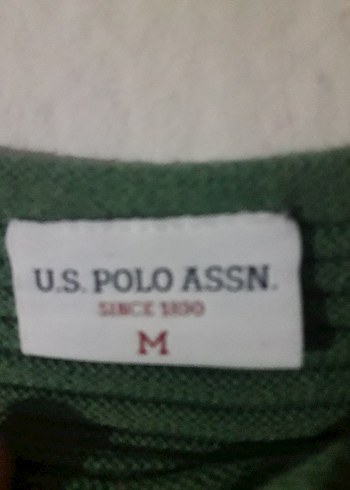 U.S. POLO ASSN.
SINCE 1890
M